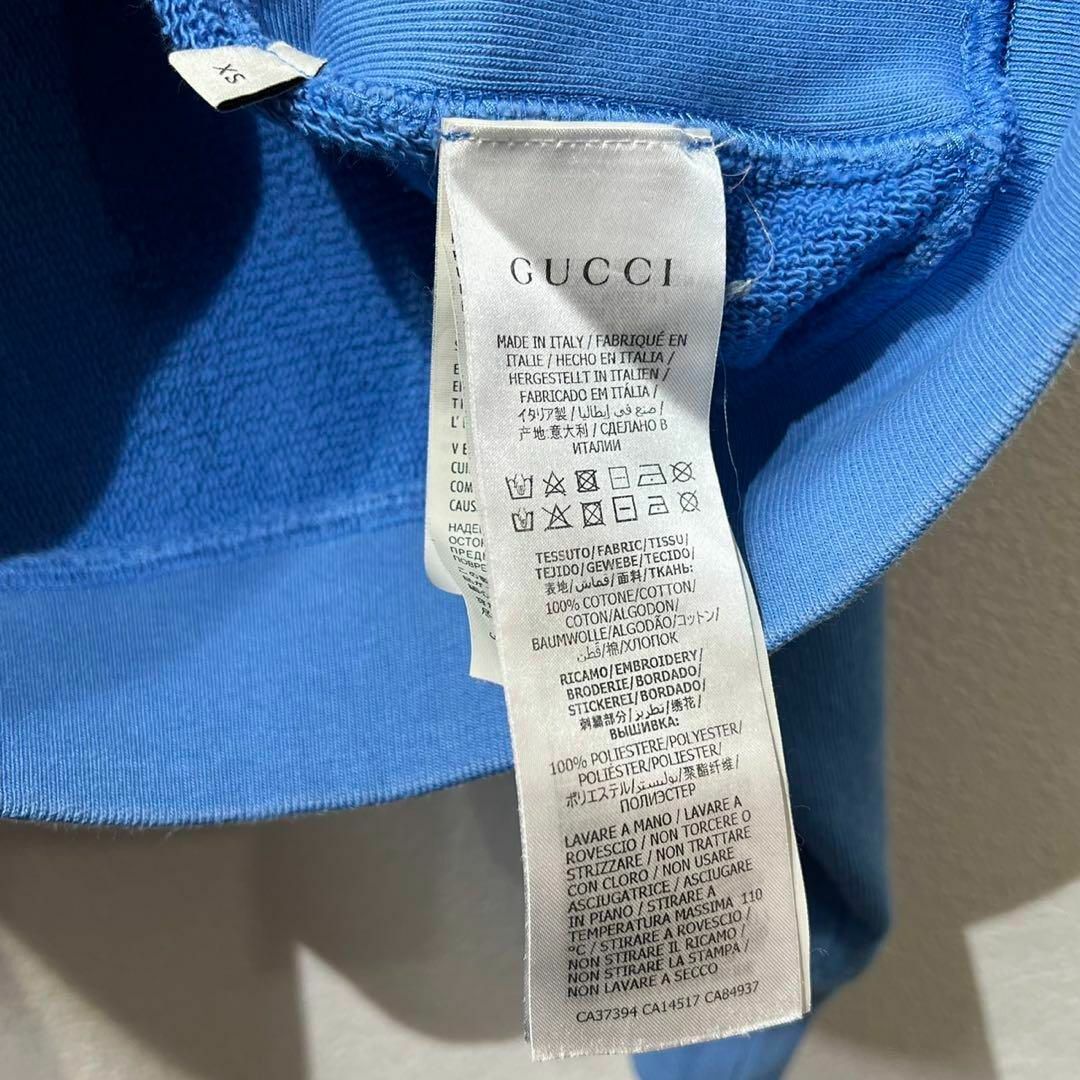 XS
GUCCI
MADE IN ITALY / FABRIQUÉ EN
ITALIE / HECHO EN ITALIA /
HERGESTELLT IN ITALIEN /
FABRICADO EM ITÁLIA /
イタリア製 / صنع في إيطاليا /
产地:意大利 / СДЕЛАНО В
ИТАЛИИ
TESSUTO/FABRIC/TISSU/
TEJIDO/GEWEBE/TECIDO/
表地/قماش/面料/ТКАНЬ:
100% COTONE/COTTON/
COTON/ALGODON/
BAUMWOLLE/ALGODÃO/コットン/
قطن/棉/ХЛОПОК
RICAMO/EMBROIDERY/
BRODERIE/BORDADO/
STICKEREI/BORDADO/
刺繍部分/تطريز/绣花/
ВЫШИВКА:
100% POLIESTERE/POLYESTER/
POLIÉSTER/POLYESTER/
ポリエステル/بوليستر/聚酯纤维/
ПОЛИЭСТЕР
LAVARE A MANO / LAVARE A
ROVESCIO / NON TORCERE O
STRIZZARE / NON TRATTARE
CON CLORO / NON USARE
ASCIUGATRICE / ASCIUGARE
IN PIANO / STIRARE A
TEMPERATURA MASSIMA 110
°C / STIRARE A ROVESCIO /
NON STIRARE IL RICAMO /
NON STIRARE LA STAMPA /
NON LAVARE A SECCO
CA37394 CA14517 CA84937
COM
CAUS